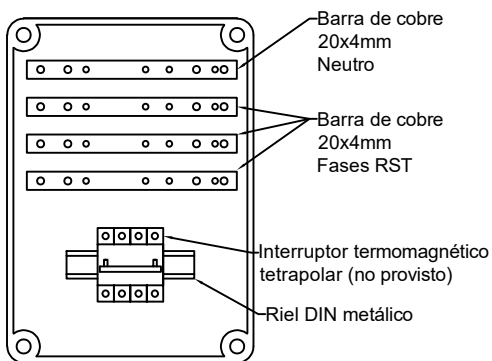 Barra de cobre
20x4mm
Neutro
Barra de cobre
20x4mm
Fases RST
Interruptor termomagnético
tetrapolar (no provisto)
Riel DIN metálico